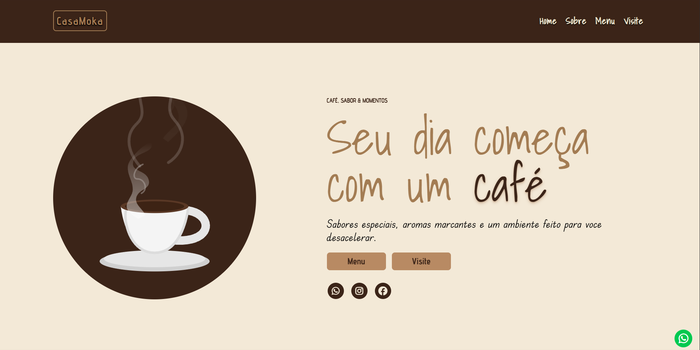 CasaMoka
Home Sobre Menu Visite
CAFÉ, SABOR & MOMENTOS
Seu dia começa
com um café
Sabores especiais, aromas marcantes e um ambiente feito para voce
desacelerar.
Menu Visite